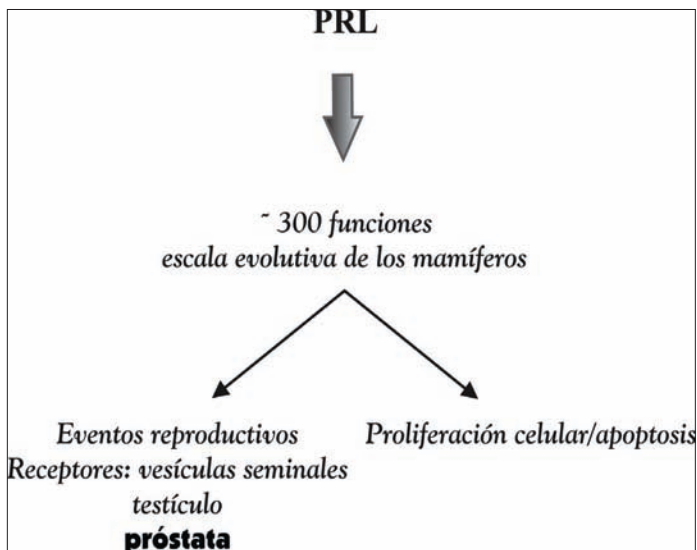 PRL
~ 300 funciones
escala evolutiva de los mamíferos
Eventos reproductivos
Receptores: vesículas seminales
testículo
próstata
Proliferación celular/apoptosis